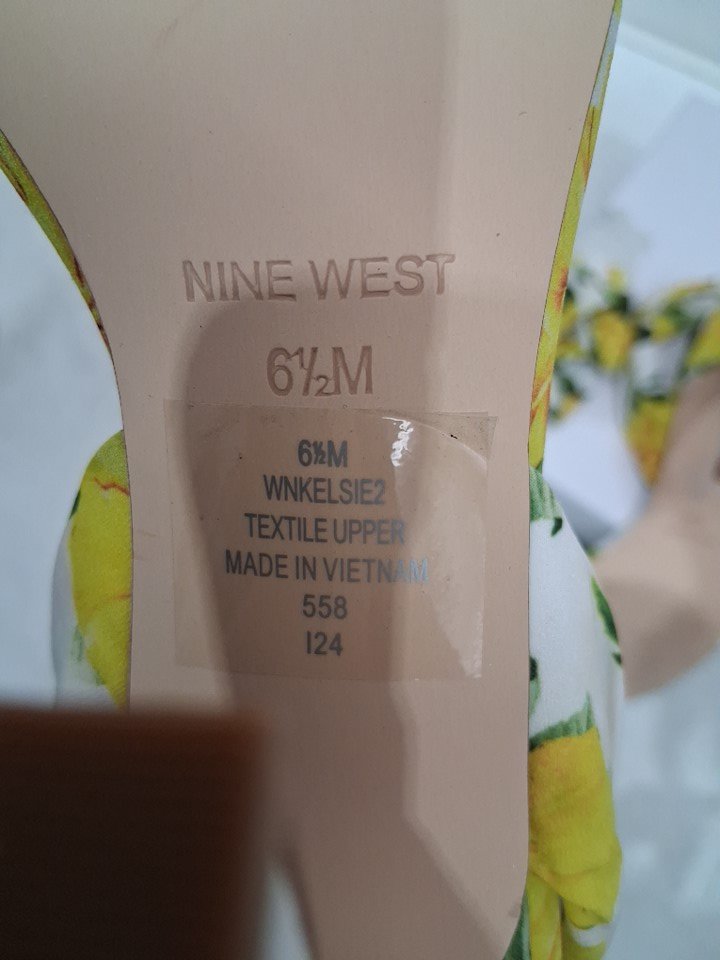 NINE WEST
6½M
6½M
WNKELSIE2
TEXTILE UPPER
MADE IN VIETNAM
558
I24